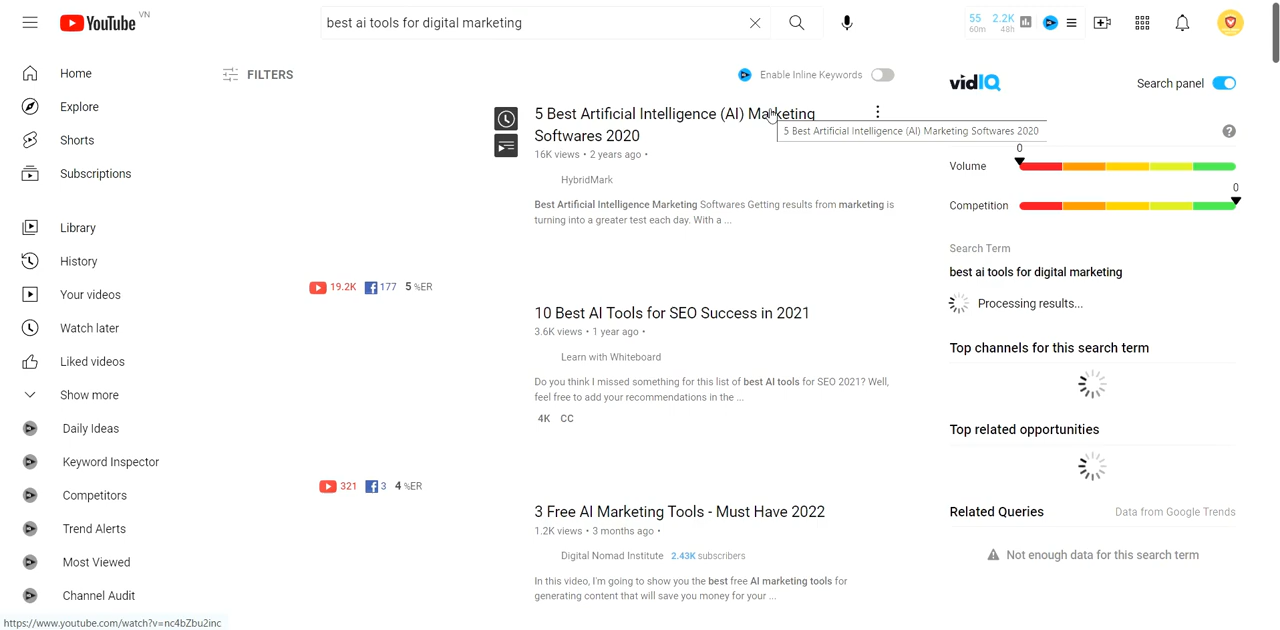 YouTube VN
best ai tools for digital marketing
55 2.2K
60m 48h
Home
Explore
Shorts
Subscriptions
Library
History
Your videos
Watch later
Liked videos
Show more
Daily Ideas
Keyword Inspector
Competitors
Trend Alerts
Most Viewed
Channel Audit
FILTERS
Enable Inline Keywords
5 Best Artificial Intelligence (AI) Marketing
Softwares 2020
5 Best Artificial Intelligence (AI) Marketing Softwares 2020
16K views • 2 years ago •
HybridMark
Best Artificial Intelligence Marketing Softwares Getting results from marketing is
turning into a greater test each day. With a ...
19.2K 177 5 %ER
10 Best AI Tools for SEO Success in 2021
3.6K views • 1 year ago •
Learn with Whiteboard
Do you think I missed something for this list of best AI tools for SEO 2021? Well,
feel free to add your recommendations in the ...
4K CC
321 3 4 %ER
3 Free AI Marketing Tools - Must Have 2022
1.2K views • 3 months ago •
Digital Nomad Institute 2.43K subscribers
In this video, I'm going to show you the best free AI marketing tools for
generating content that will save you money for your ...
vidIQ
Search panel
?
0
Volume
0
Competition
Search Term
best ai tools for digital marketing
Processing results...
Top channels for this search term
Top related opportunities
Related Queries Data from Google Trends
Not enough data for this search term
https://www.youtube.com/watch?v=nc4bZbu2inc